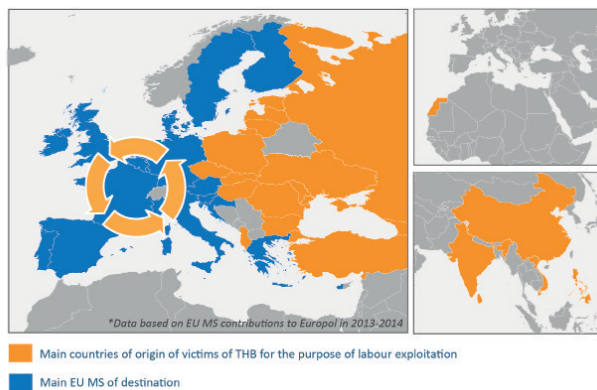 *Data based on EU MS contributions to Europol in 2013-2014
Main countries of origin of victims of THB for the purpose of labour exploitation
Main EU MS of destination